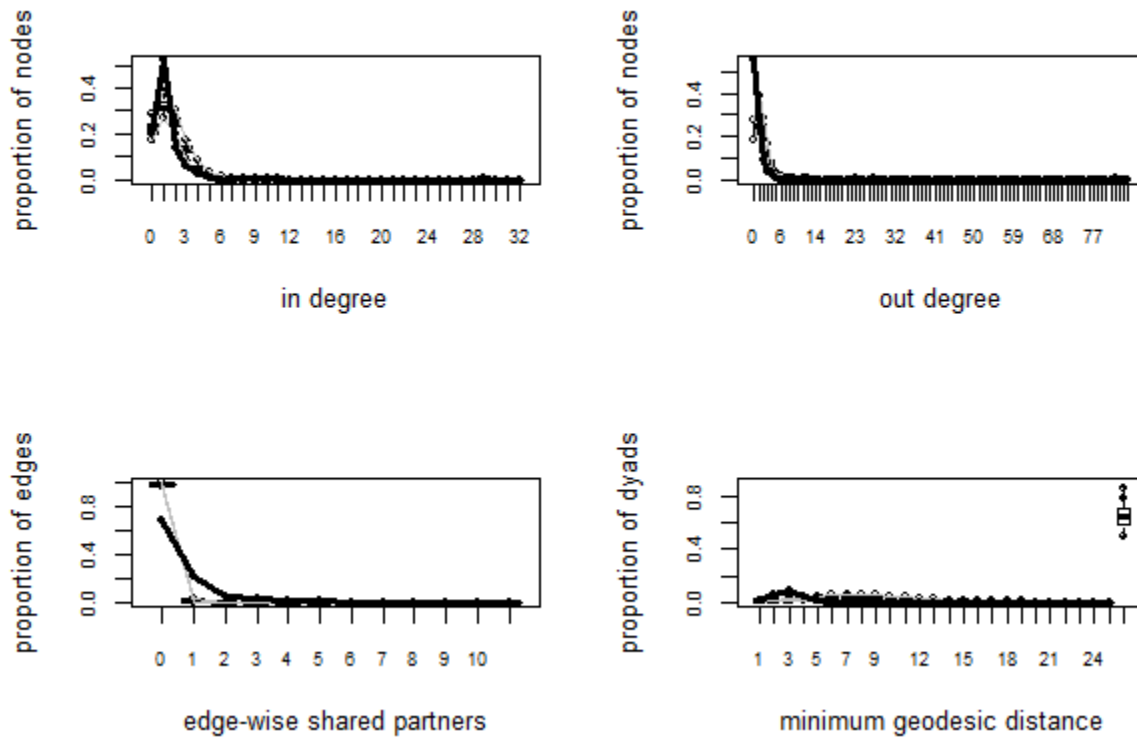 proportion of nodes
0.0 0.2 0.4
0 3 6 9 12 16 20 24 28 32
in degree
proportion of nodes
0.0 0.2 0.4
0 6 14 23 32 41 50 59 68 77
out degree
proportion of edges
0.0 0.4 0.8
0 1 2 3 4 5 6 7 8 9 10
edge-wise shared partners
proportion of dyads
0.0 0.4 0.8
1 3 5 7 9 12 15 18 21 24
minimum geodesic distance